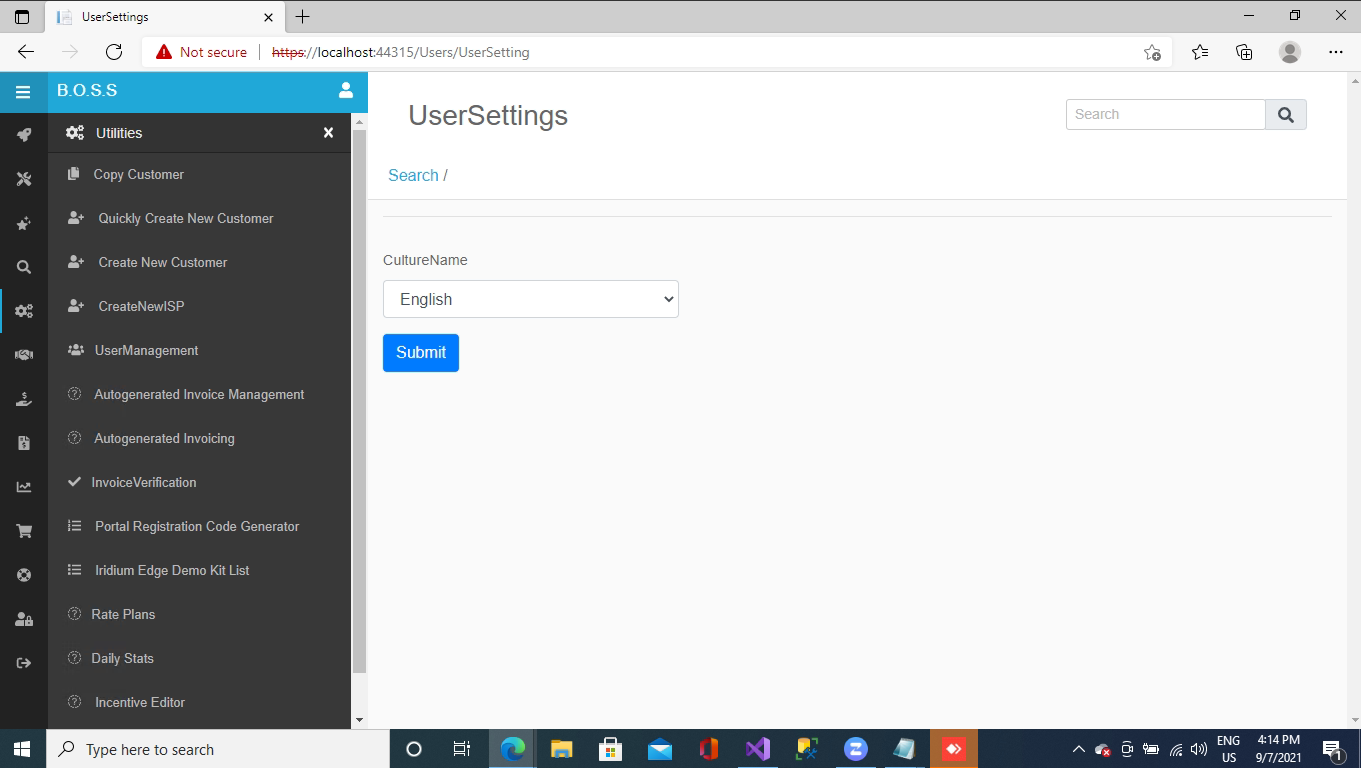 UserSettings
Not secure
https://localhost:44315/Users/UserSetting
B.O.S.S
Utilities
Copy Customer
Quickly Create New Customer
Create New Customer
CreateNewISP
UserManagement
Autogenerated Invoice Management
Autogenerated Invoicing
InvoiceVerification
Portal Registration Code Generator
Iridium Edge Demo Kit List
Rate Plans
Daily Stats
Incentive Editor
UserSettings
Search
Search /
CultureName
English
Submit
Type here to search
ENG
US
4:14 PM
9/7/2021
1